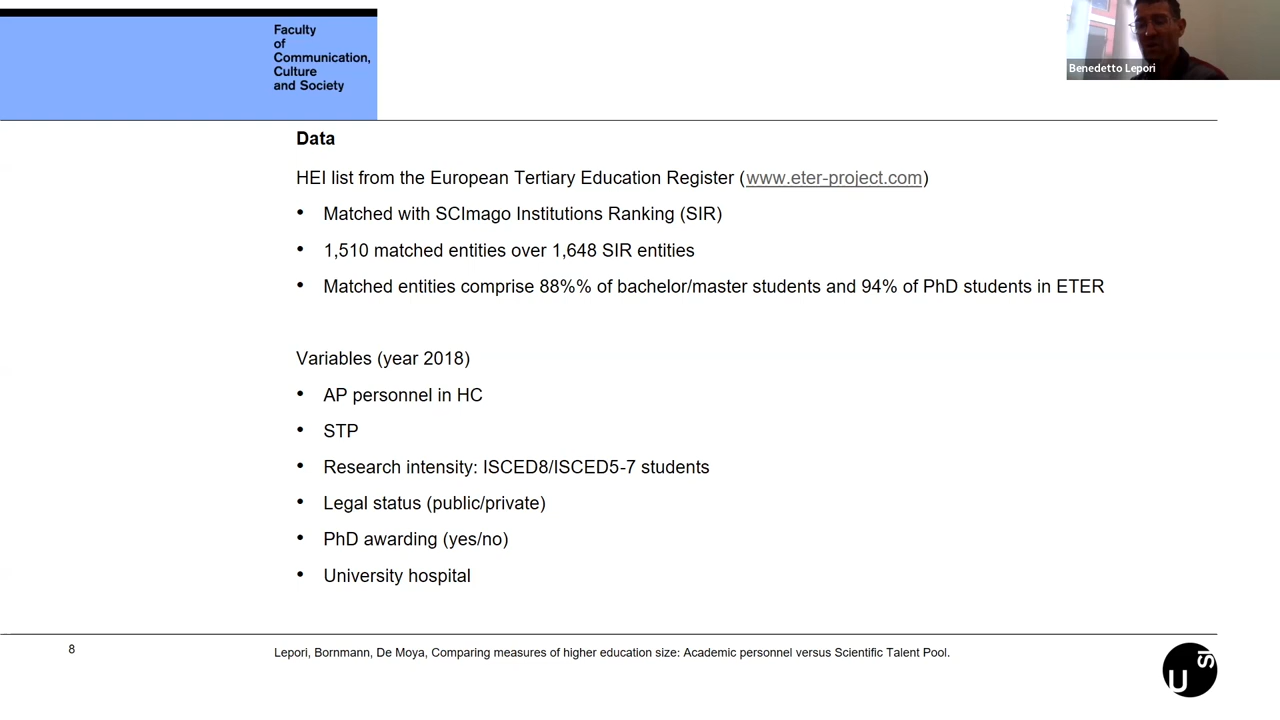 Faculty
of
Communication,
Culture
and Society
Benedetto Lepori
Data
HEI list from the European Tertiary Education Register (www.eter-project.com)
• Matched with SCImago Institutions Ranking (SIR)
• 1,510 matched entities over 1,648 SIR entities
• Matched entities comprise 88%% of bachelor/master students and 94% of PhD students in ETER
Variables (year 2018)
• AP personnel in HC
• STP
• Research intensity: ISCED8/ISCED5-7 students
• Legal status (public/private)
• PhD awarding (yes/no)
• University hospital
8
Lepori, Bornmann, De Moya, Comparing measures of higher education size: Academic personnel versus Scientific Talent Pool.
U
SI